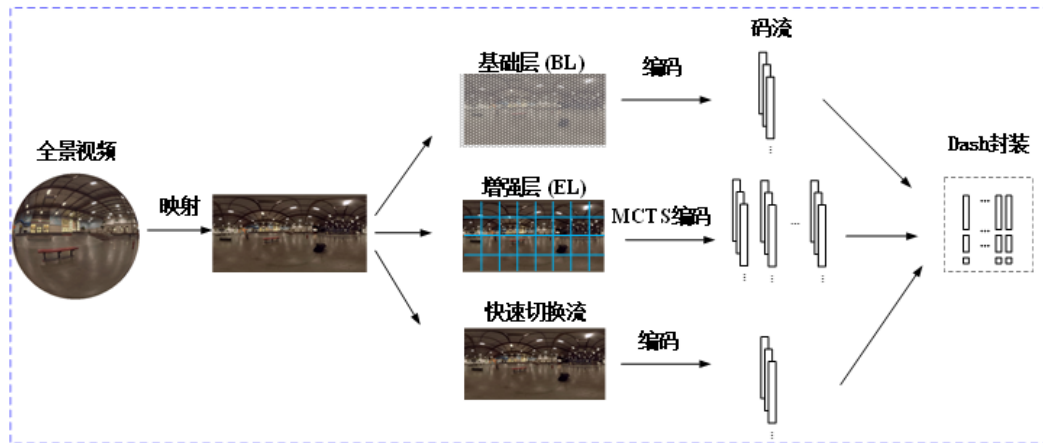 码流
基础层 (BL)
编码
全景视频
映射
增强层 (EL)
MCTS编码
Dash封装
快速切换流
编码